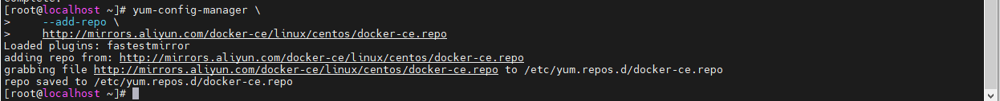 complete!
[root@localhost ~]# yum-config-manager \
>     --add-repo \
>     http://mirrors.aliyun.com/docker-ce/linux/centos/docker-ce.repo
Loaded plugins: fastestmirror
adding repo from: http://mirrors.aliyun.com/docker-ce/linux/centos/docker-ce.repo
grabbing file http://mirrors.aliyun.com/docker-ce/linux/centos/docker-ce.repo to /etc/yum.repos.d/docker-ce.repo
repo saved to /etc/yum.repos.d/docker-ce.repo
[root@localhost ~]#